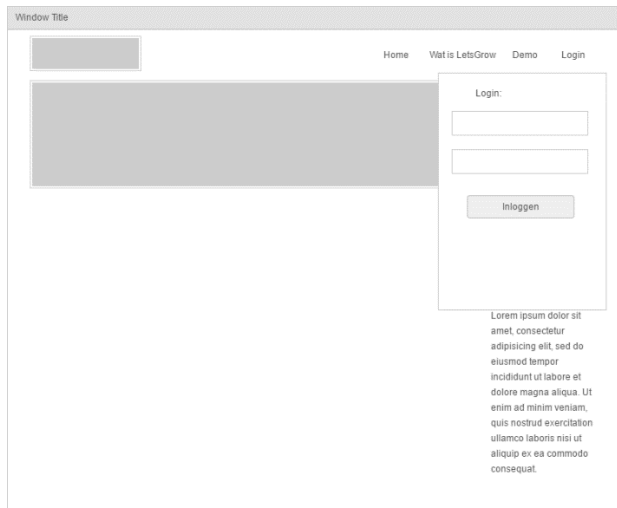 Window Title
Home Wat is LetsGrow Demo Login
Login:
Inloggen
Lorem ipsum dolor sit
amet, consectetur
adipisicing elit, sed do
eiusmod tempor
incididunt ut labore et
dolore magna aliqua. Ut
enim ad minim veniam,
quis nostrud exercitation
ullamco laboris nisi ut
aliquip ex ea commodo
consequat.